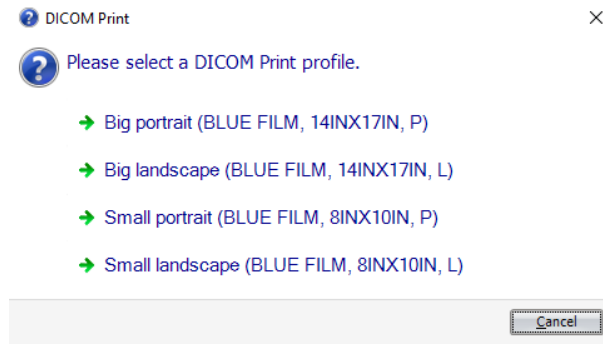 DICOM Print
Please select a DICOM Print profile.
Big portrait (BLUE FILM, 14INX17IN, P)
Big landscape (BLUE FILM, 14INX17IN, L)
Small portrait (BLUE FILM, 8INX10IN, P)
Small landscape (BLUE FILM, 8INX10IN, L)
Cancel